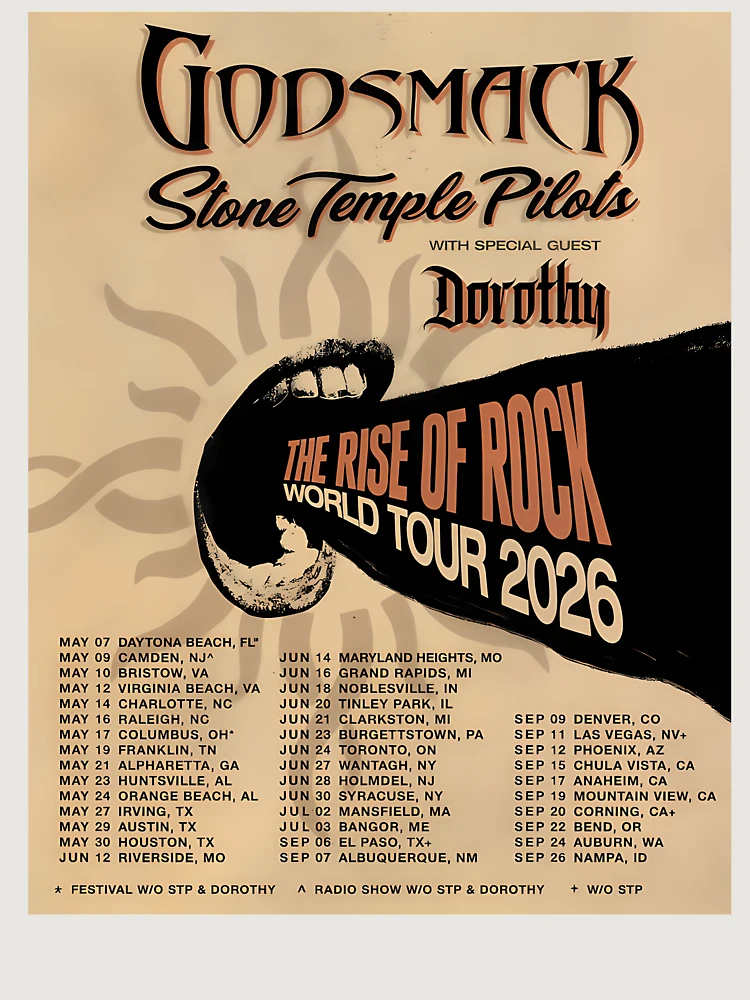 GODSMACK
Stone Temple Pilots
WITH SPECIAL GUEST
Dorothy
THE RISE OF ROCK
WORLD TOUR 2026
MAY 07 DAYTONA BEACH, FL*
MAY 09 CAMDEN, NJ^
MAY 10 BRISTOW, VA
MAY 12 VIRGINIA BEACH, VA
MAY 14 CHARLOTTE, NC
MAY 16 RALEIGH, NC
MAY 17 COLUMBUS, OH*
MAY 19 FRANKLIN, TN
MAY 21 ALPHARETTA, GA
MAY 23 HUNTSVILLE, AL
MAY 24 ORANGE BEACH, AL
MAY 27 IRVING, TX
MAY 29 AUSTIN, TX
MAY 30 HOUSTON, TX
JUN 12 RIVERSIDE, MO
JUN 14 MARYLAND HEIGHTS, MO
JUN 16 GRAND RAPIDS, MI
JUN 18 NOBLESVILLE, IN
JUN 20 TINLEY PARK, IL
JUN 21 CLARKSTON, MI
JUN 23 BURGETTSTOWN, PA
JUN 24 TORONTO, ON
JUN 27 WANTAGH, NY
JUN 28 HOLMDEL, NJ
JUN 30 SYRACUSE, NY
JUL 02 MANSFIELD, MA
JUL 03 BANGOR, ME
SEP 06 EL PASO, TX+
SEP 07 ALBUQUERQUE, NM
SEP 09 DENVER, CO
SEP 11 LAS VEGAS, NV+
SEP 12 PHOENIX, AZ
SEP 15 CHULA VISTA, CA
SEP 17 ANAHEIM, CA
SEP 19 MOUNTAIN VIEW, CA
SEP 20 CORNING, CA+
SEP 22 BEND, OR
SEP 24 AUBURN, WA
SEP 26 NAMPA, ID
* FESTIVAL W/O STP & DOROTHY ^ RADIO SHOW W/O STP & DOROTHY + W/O STP